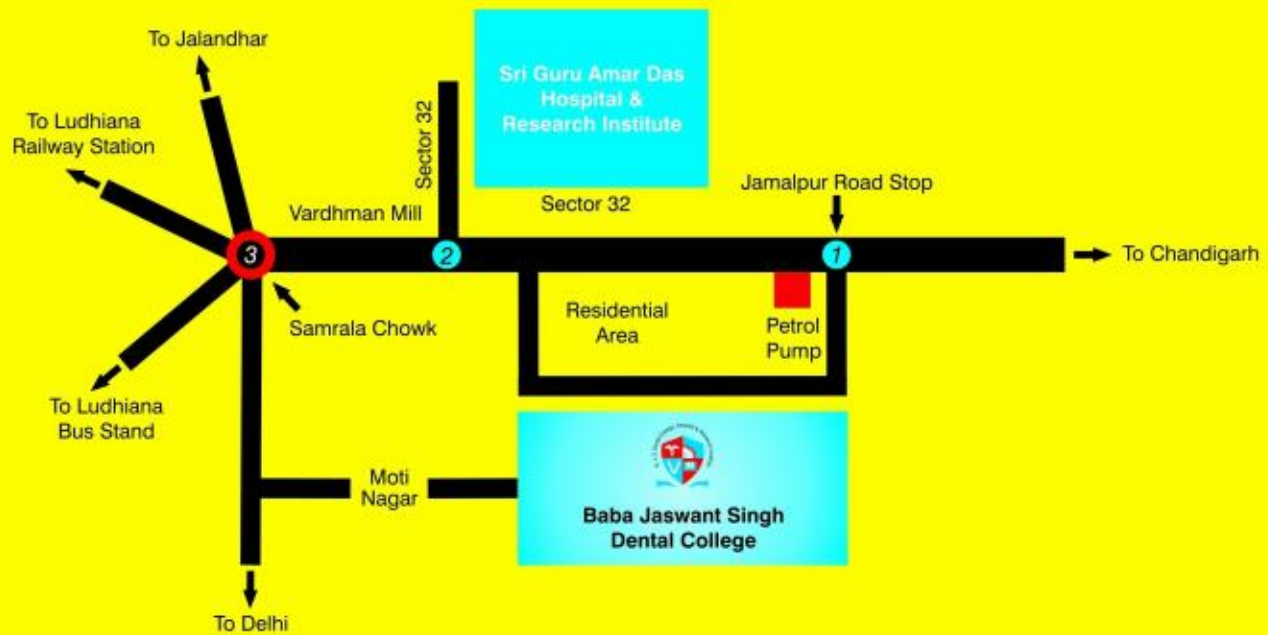 To Jalandhar
To Ludhiana
Railway Station
Sector 32
Sri Guru Amar Das
Hospital &
Research Institute
Vardhman Mill
Sector 32
Jamalpur Road Stop
3
2
1
To Chandigarh
Samrala Chowk
Residential
Area
Petrol
Pump
To Ludhiana
Bus Stand
Moti
Nagar
Baba Jaswant Singh
Dental College
To Delhi